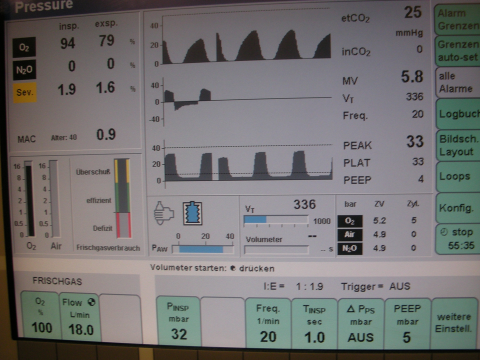 Pressure
insp. exsp.
O₂ 94 79 %
N₂O 0 0 %
Sev. 1.9 1.6 %
MAC Alter: 40 0.9
40
20
0
40
20
0
40
20
0
etCO₂ 25
mmHg
inCO₂ 0
MV 5.8
VT 336
Freq. 20
PEAK 33
PLAT 33
PEEP 4
Alarm
Grenzen
Grenzen
auto-set
alle
Alarme
Logbuch
Bildsch.
Layout
Loops
Konfig.
stop
55:35
Überschuß
effizient
Defizit
O₂ Air Frischgasverbrauch
0 20 40
PAW
VT 336
1000
Volumeter --
-- s
bar ZV Zyl.
O₂ 5.2 5
Air 4.9 0
N₂O 4.9 0
Volumeter starten: drücken
FRISCHGAS
I:E = 1 : 1.9 Trigger = AUS
O₂
%
100
Flow
L/min
18.0
PINSP
mbar
32
Freq.
1/min
20
TINSP
sec
1.0
Δ PPS
mbar
AUS
PEEP
mbar
5
weitere
Einstell.